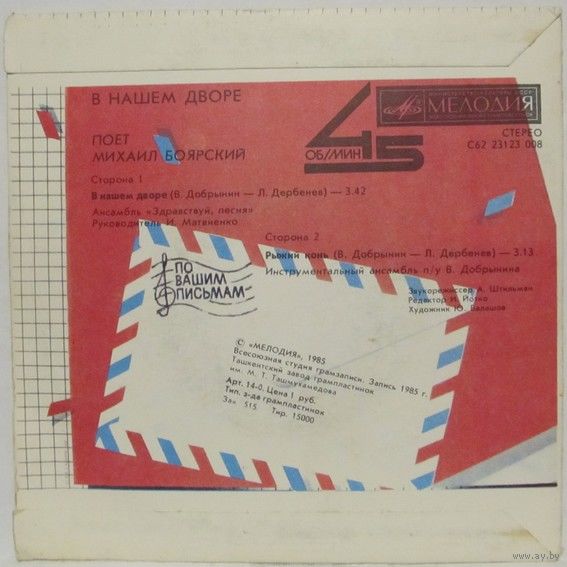 В НАШЕМ ДВОРЕ
МЕЛОДИЯ
45
ОБ/МИН
СТЕРЕО
С62 23123 008
ПОЕТ
МИХАИЛ БОЯРСКИЙ
Сторона 1
В нашем дворе (В. Добрынин — Л. Дербенев) — 3.42
Ансамбль «Здравствуй, песня»
Руководитель И. Матвиенко
Сторона 2
Рыжий конь (В. Добрынин — Л. Дербенев) — 3.13
Инструментальный ансамбль п/у В. Добрынина
Звукорежиссер А. Штильман
Редактор И. Йотко
Художник Ю. Балашов
ПО
ВАШИМ
ПИСЬМАМ
© «МЕЛОДИЯ», 1985
Всесоюзная студия грамзаписи. Запись 1985 г.
Ташкентский завод грампластинок
им. М. Т. Ташмухамедова
Арт. 14-0. Цена 1 руб.
Тип. з-да грампластинок
Зак. 515 Тир. 15000
www.ay.by